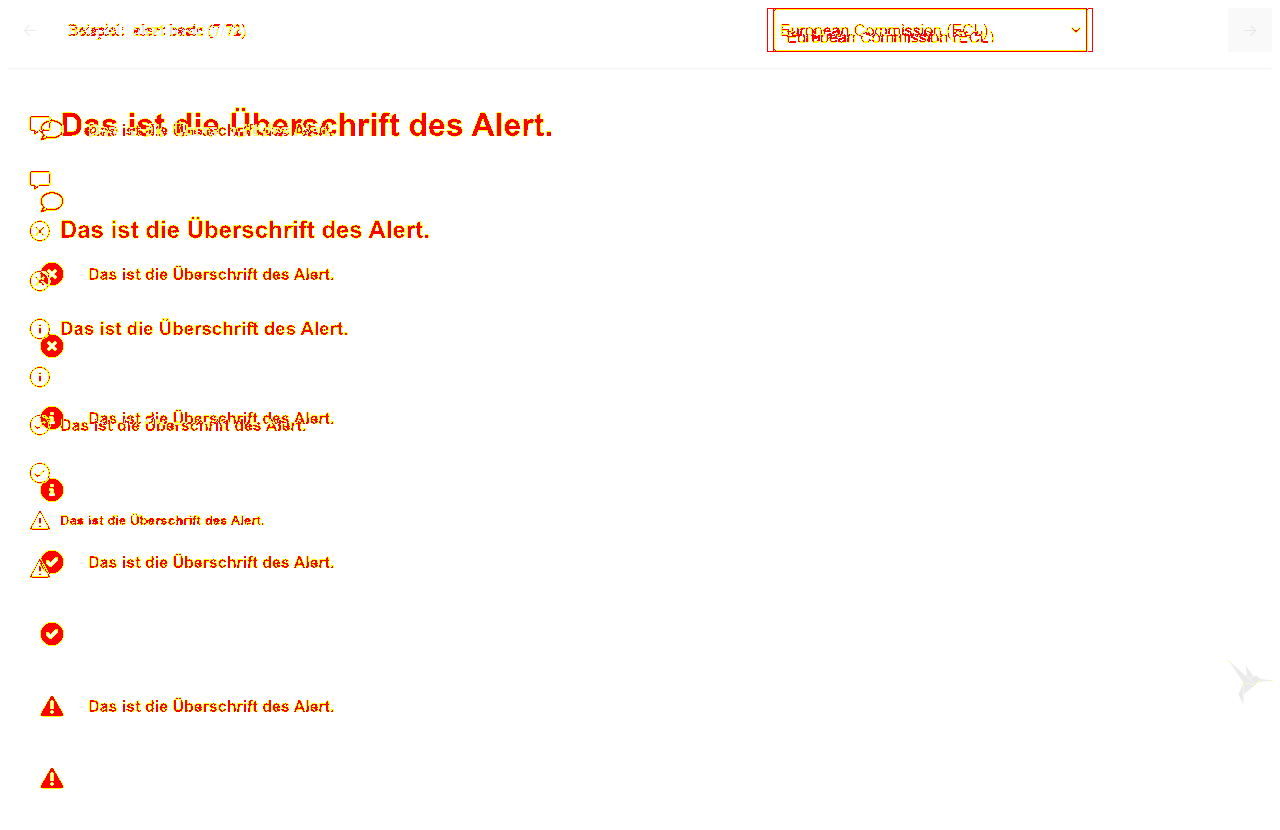 Beispiel: alert basic (7/72)
European Commission (ECL)
European Commission (ECL)
Das ist die Überschrift des Alert.
Das ist die Überschrift des Alert.
Das ist die Überschrift des Alert.
Das ist die Überschrift des Alert.
Das ist die Überschrift des Alert.
Das ist die Überschrift des Alert.
Das ist die Überschrift des Alert.
Das ist die Überschrift des Alert.
Das ist die Überschrift des Alert.
Das ist die Überschrift des Alert.